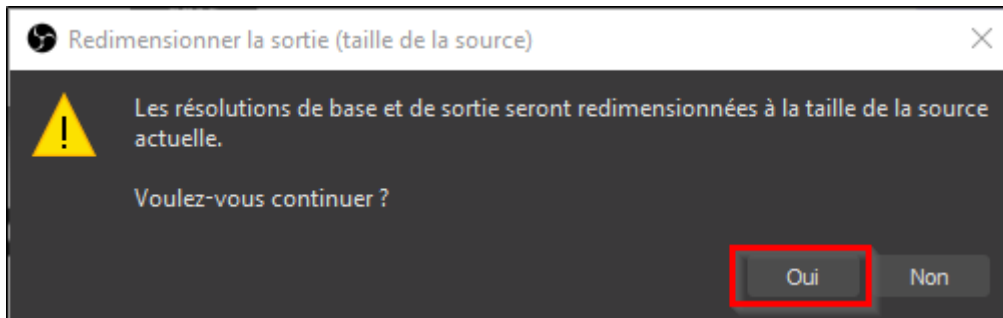 Redimensionner la sortie (taille de la source)
Les résolutions de base et de sortie seront redimensionnées à la taille de la source
actuelle.
Voulez-vous continuer ?
Oui Non